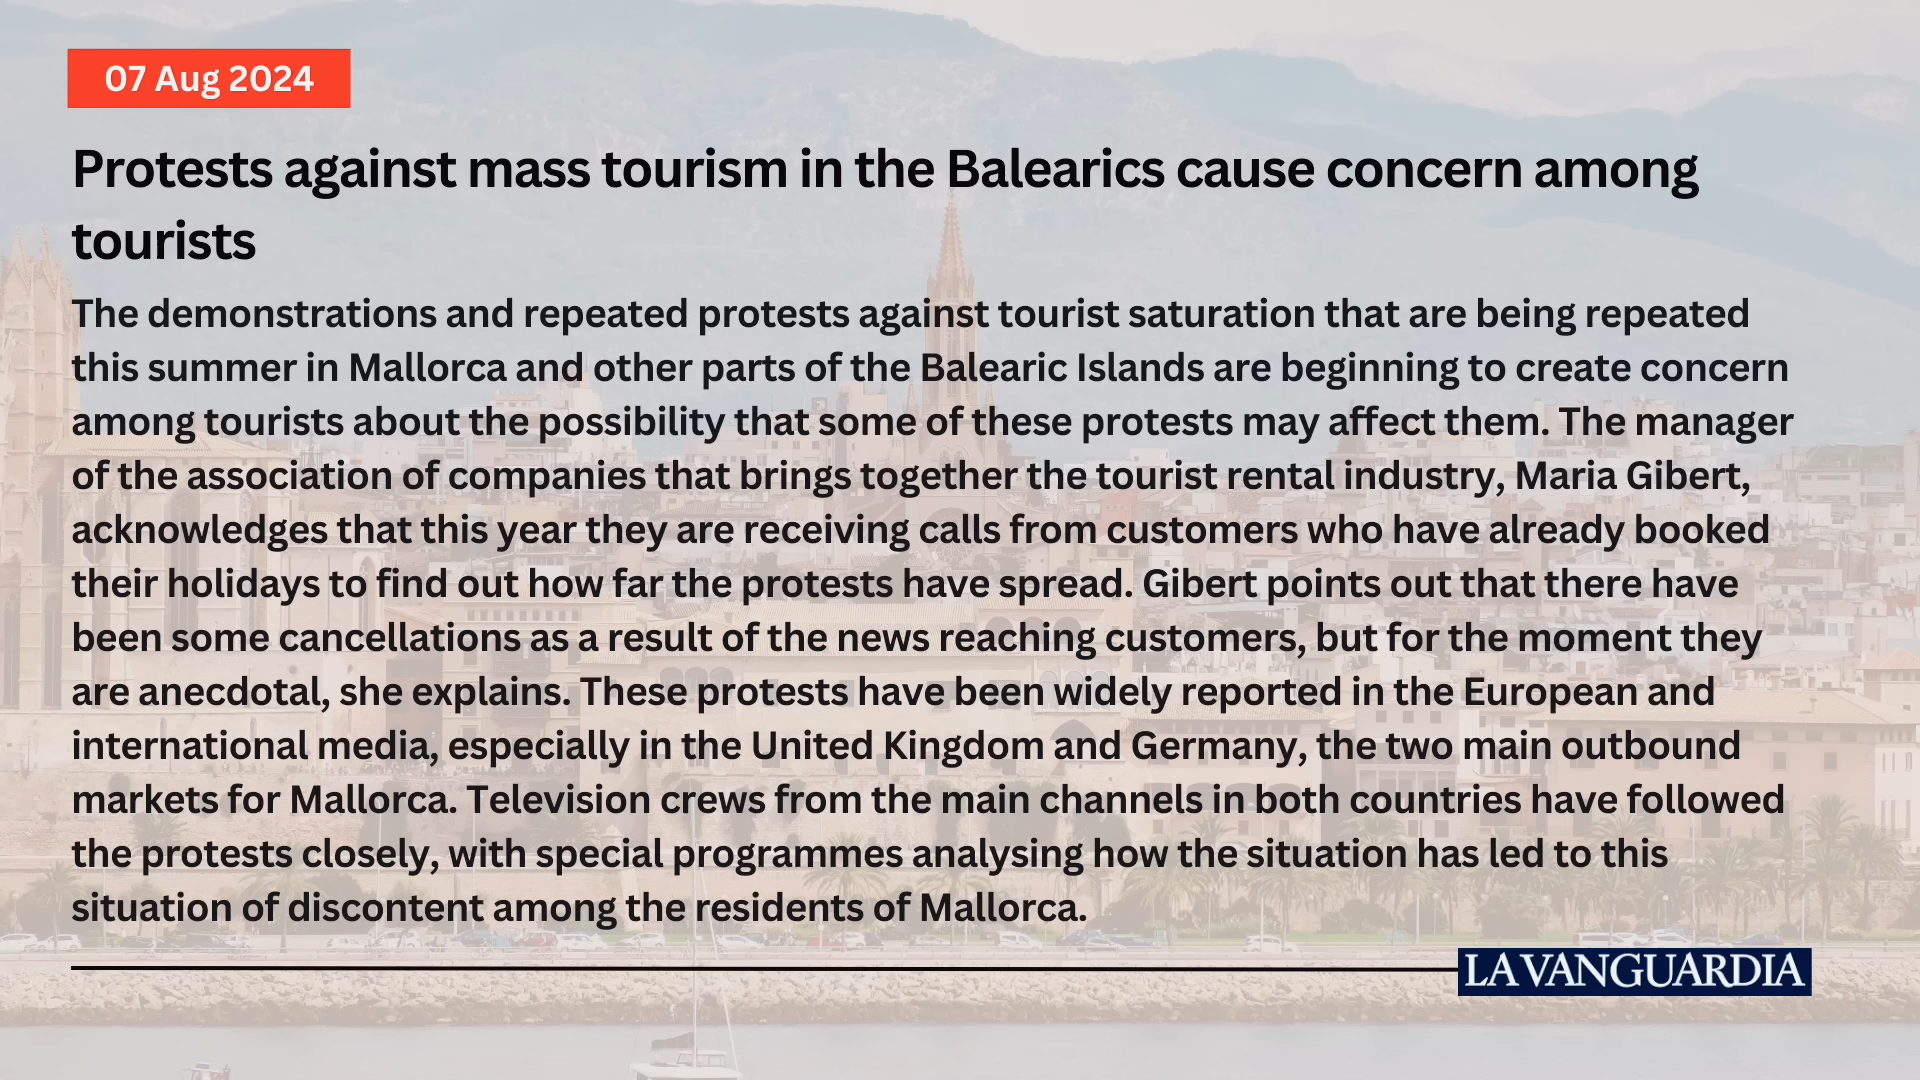 07 Aug 2024
Protests against mass tourism in the Balearics cause concern among
tourists
The demonstrations and repeated protests against tourist saturation that are being repeated
this summer in Mallorca and other parts of the Balearic Islands are beginning to create concern
among tourists about the possibility that some of these protests may affect them. The manager
of the association of companies that brings together the tourist rental industry, Maria Gibert,
acknowledges that this year they are receiving calls from customers who have already booked
their holidays to find out how far the protests have spread. Gibert points out that there have
been some cancellations as a result of the news reaching customers, but for the moment they
are anecdotal, she explains. These protests have been widely reported in the European and
international media, especially in the United Kingdom and Germany, the two main outbound
markets for Mallorca. Television crews from the main channels in both countries have followed
the protests closely, with special programmes analysing how the situation has led to this
situation of discontent among the residents of Mallorca.
LA VANGUARDIA